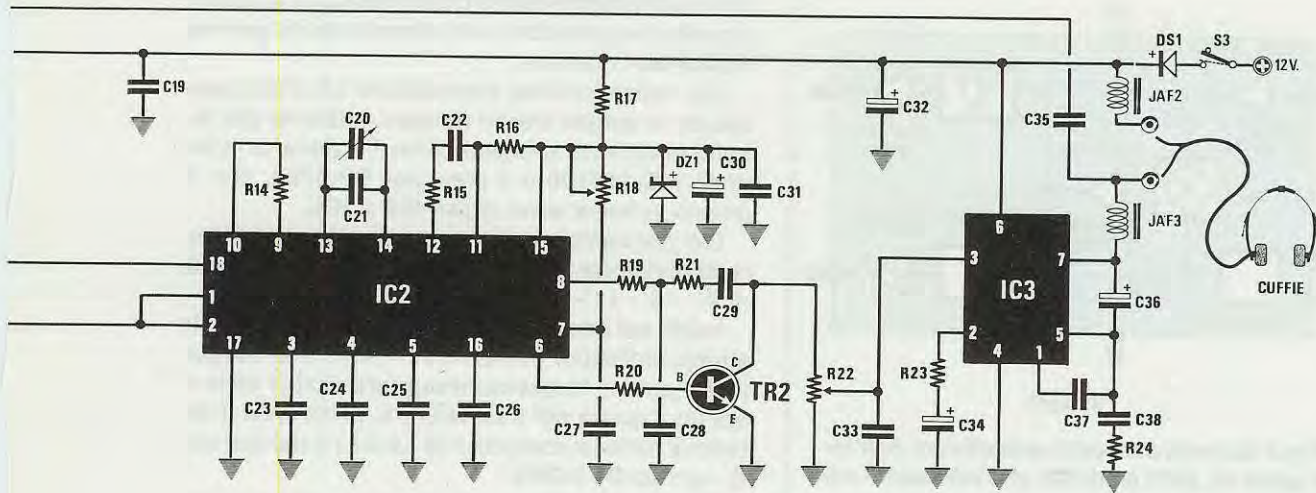 DS1 S3
+ 12V.
C19 R17 + C32 C35 JAF2
C20 C22 R16
R14 C21 R15 R18 DZ1 + C30 C31
10 9 13 14 12 11 15 6 JAF3
18 IC2 8 R19 R21 3 IC3 7 + CUFFIE
1 C29 C36
2 7 2 5
17 3 4 5 16 6 R20 B C E TR2 R22 R23 4 1
C23 C24 C25 C26 C27 C28 C33 + C34 C37 C38
R24